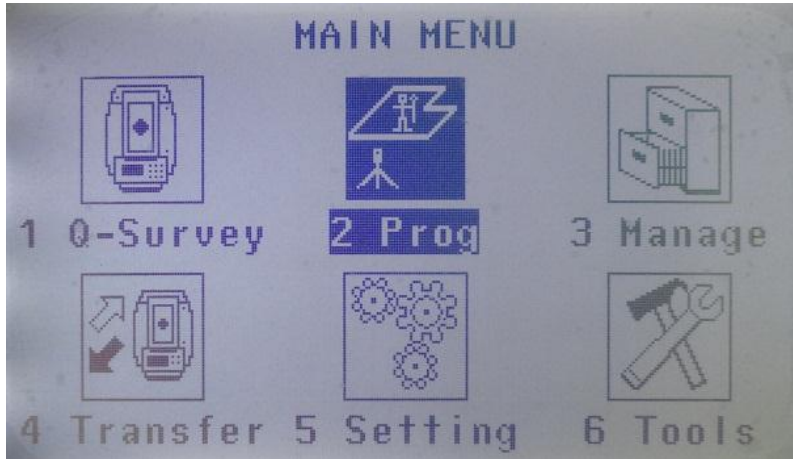 MAIN MENU
1 Q-Survey 2 Prog 3 Manage
4 Transfer 5 Setting 6 Tools